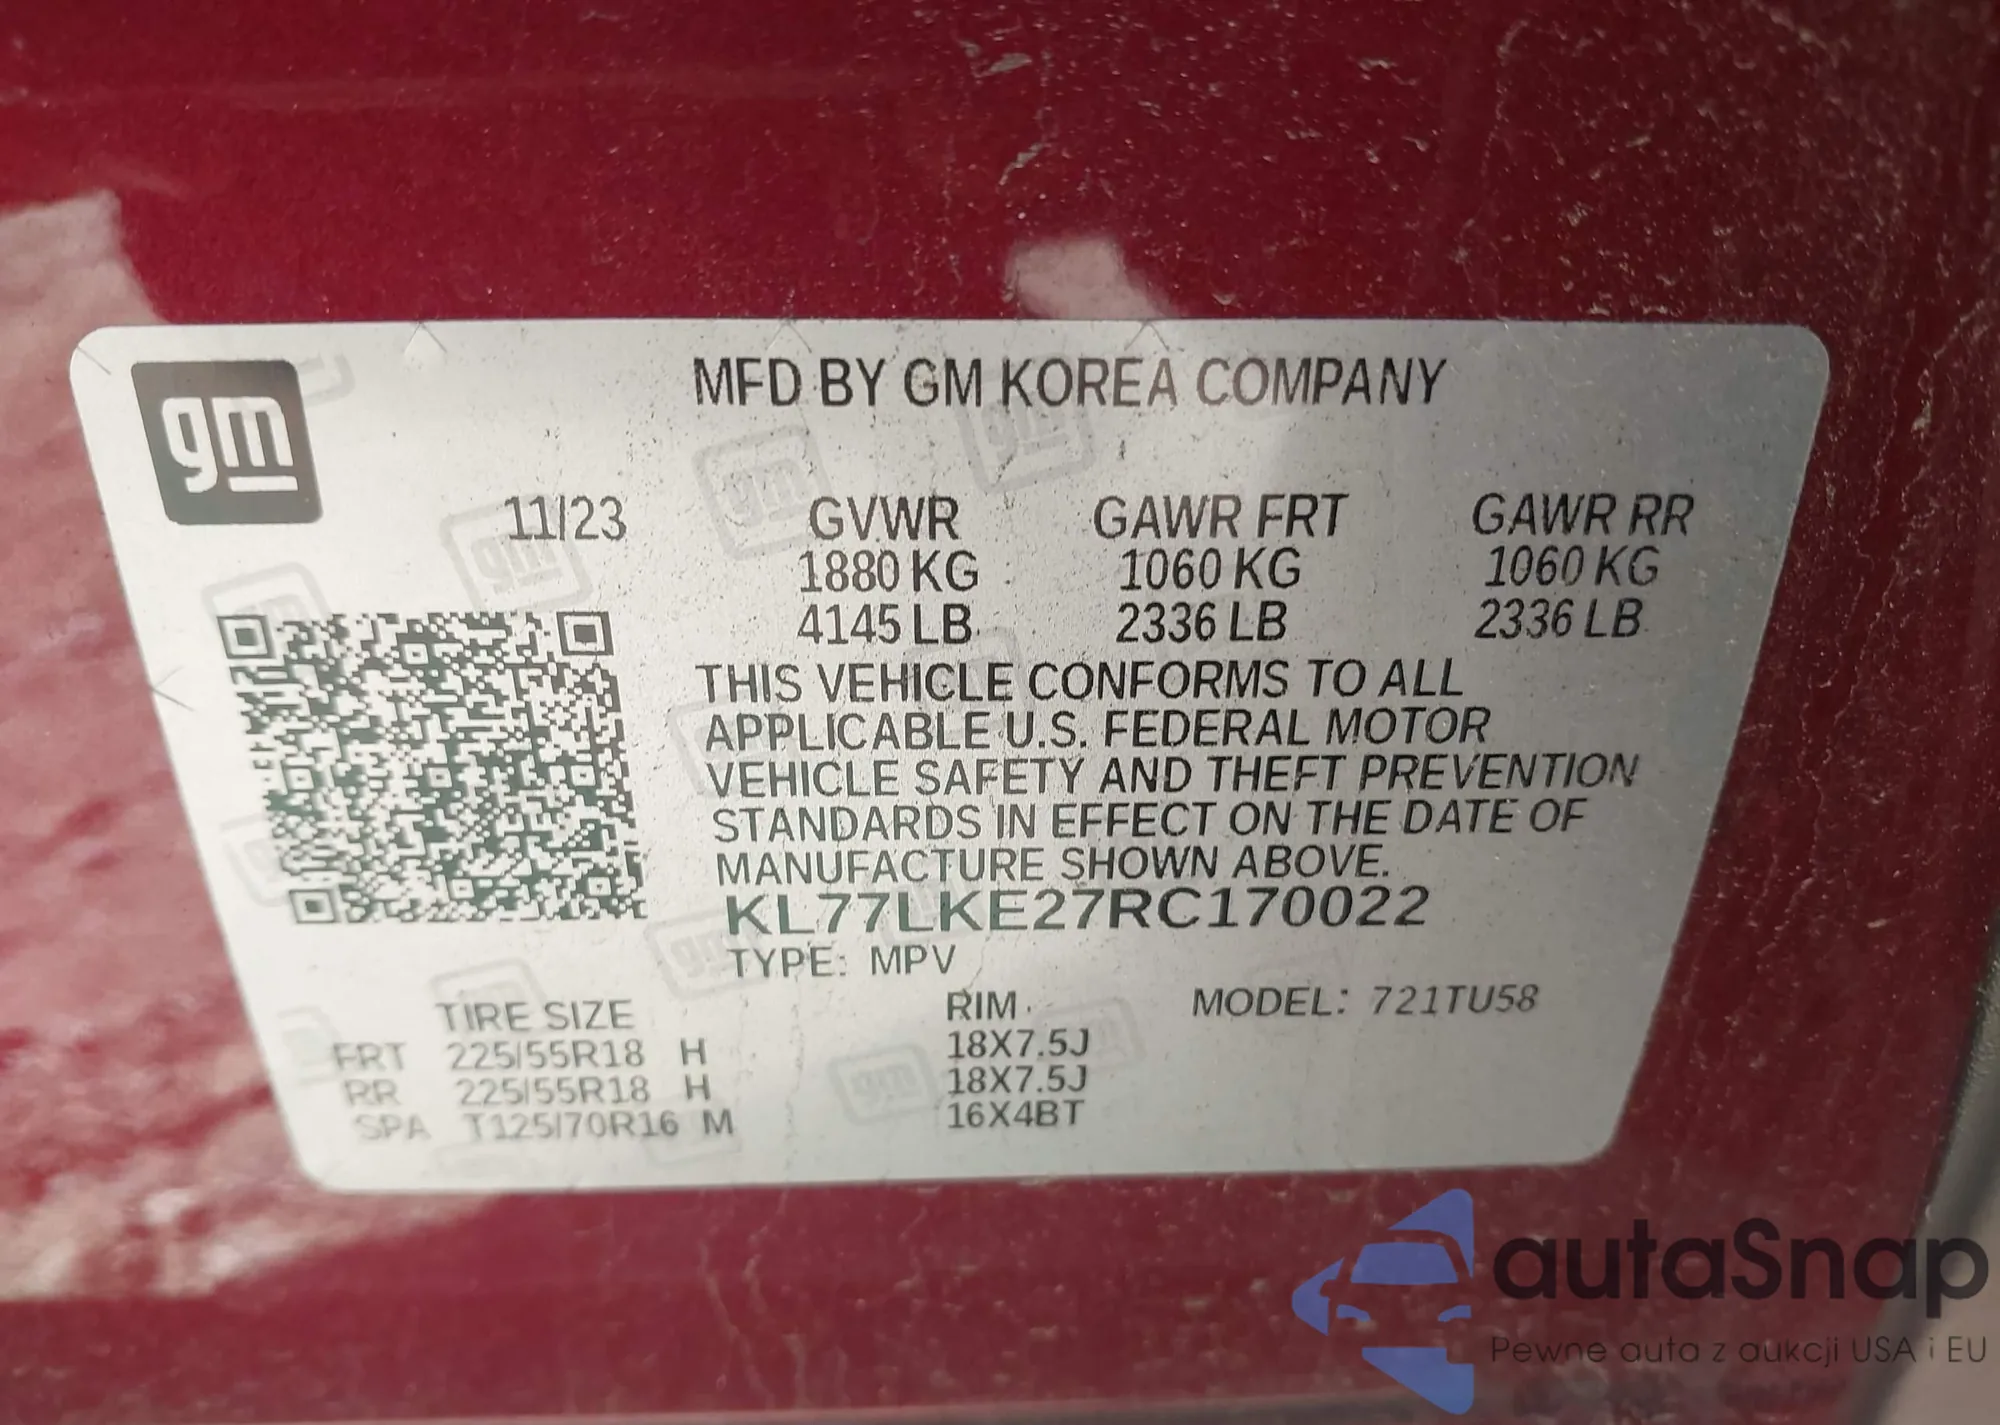 gm
MFD BY GM KOREA COMPANY
11/23 GVWR GAWR FRT GAWR RR
1880 KG 1060 KG 1060 KG
4145 LB 2336 LB 2336 LB
THIS VEHICLE CONFORMS TO ALL
APPLICABLE U.S. FEDERAL MOTOR
VEHICLE SAFETY AND THEFT PREVENTION
STANDARDS IN EFFECT ON THE DATE OF
MANUFACTURE SHOWN ABOVE.
KL77LKE27RC170022
TYPE: MPV
TIRE SIZE RIM MODEL: 721TU58
FRT 225/55R18 H 18X7.5J
RR 225/55R18 H 18X7.5J
SPA T125/70R16 M 16X4BT
autaSnap
Pewne auta z aukcji USA i EU